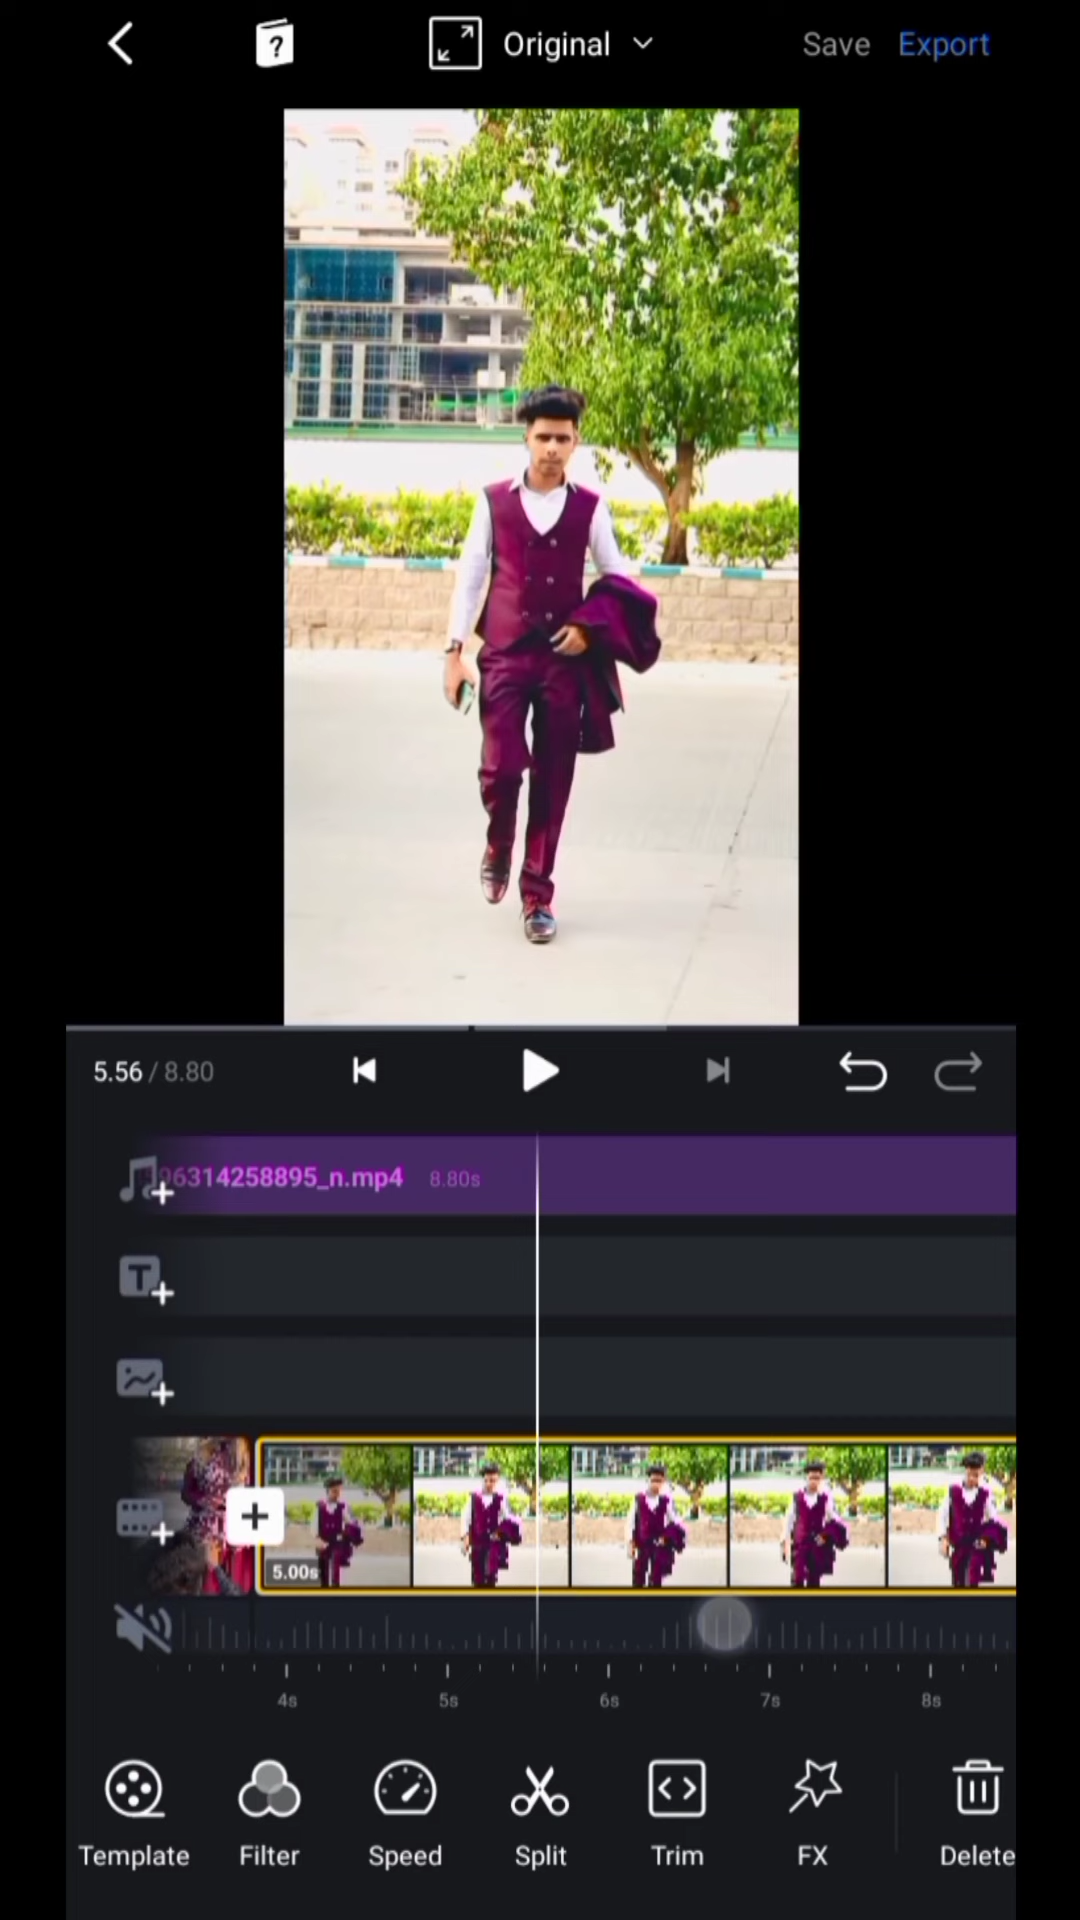 Original
Save
Export
5.56 / 8.80
96314258895_n.mp4 8.80s
T
5.00s
4s 5s 6s 7s 8s
Template Filter Speed Split Trim FX Delete